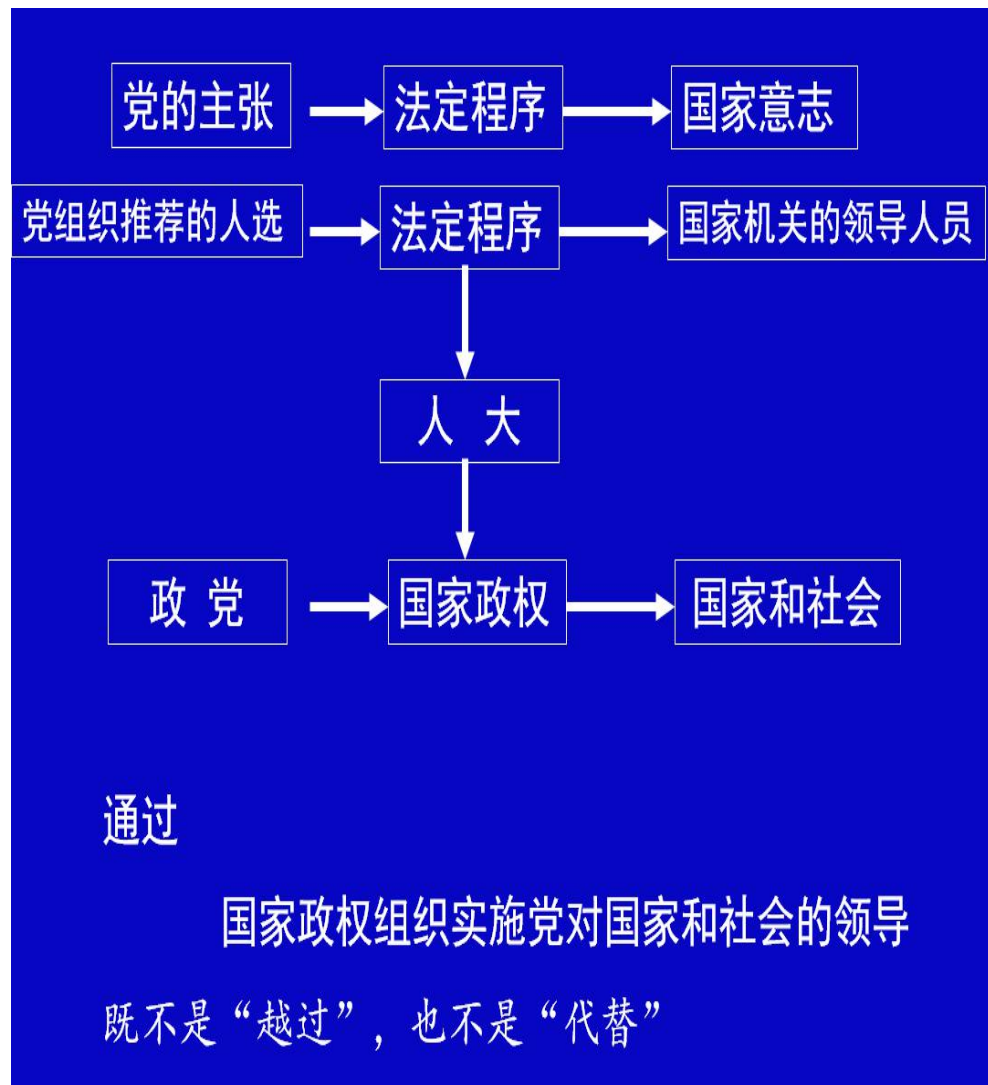 党的主张 法定程序 国家意志
党组织推荐的人选 法定程序 国家机关的领导人员
人 大
政 党 国家政权 国家和社会
通过
国家政权组织实施党对国家和社会的领导
既不是“越过”，也不是“代替”